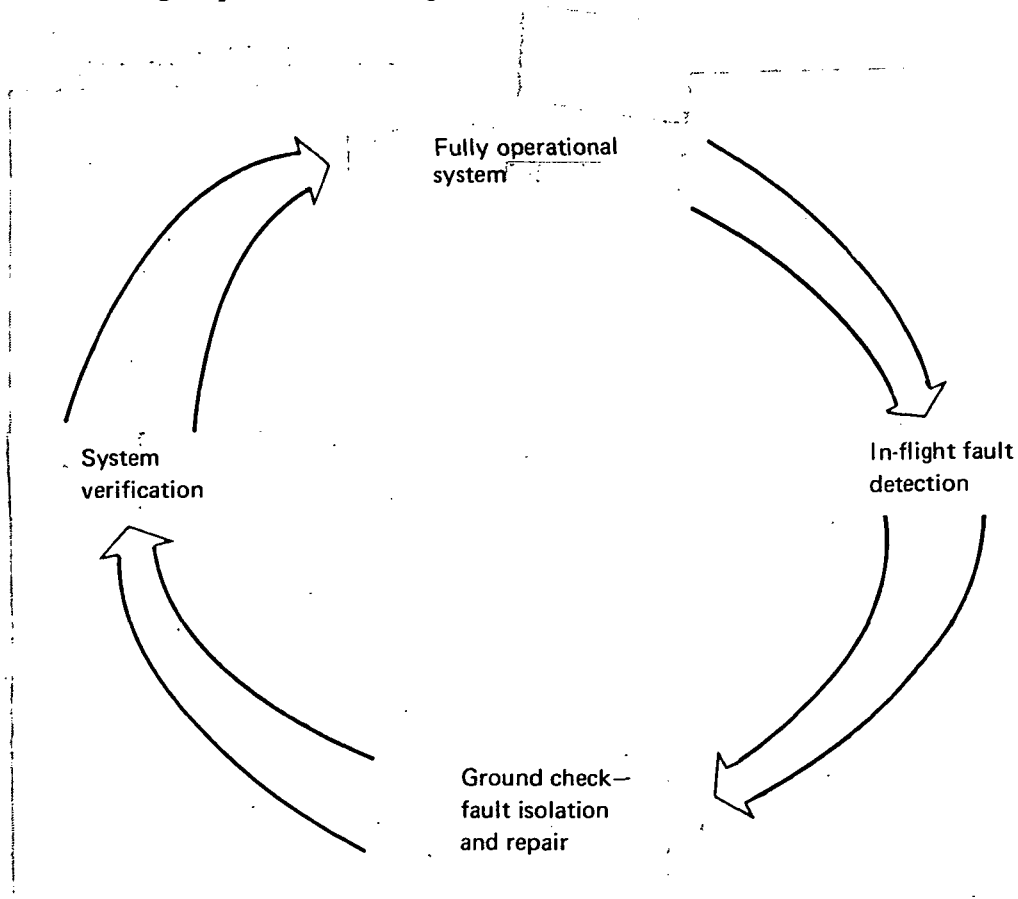 Fully operational
system
In-flight fault
detection
System
verification
Ground check—
fault isolation
and repair